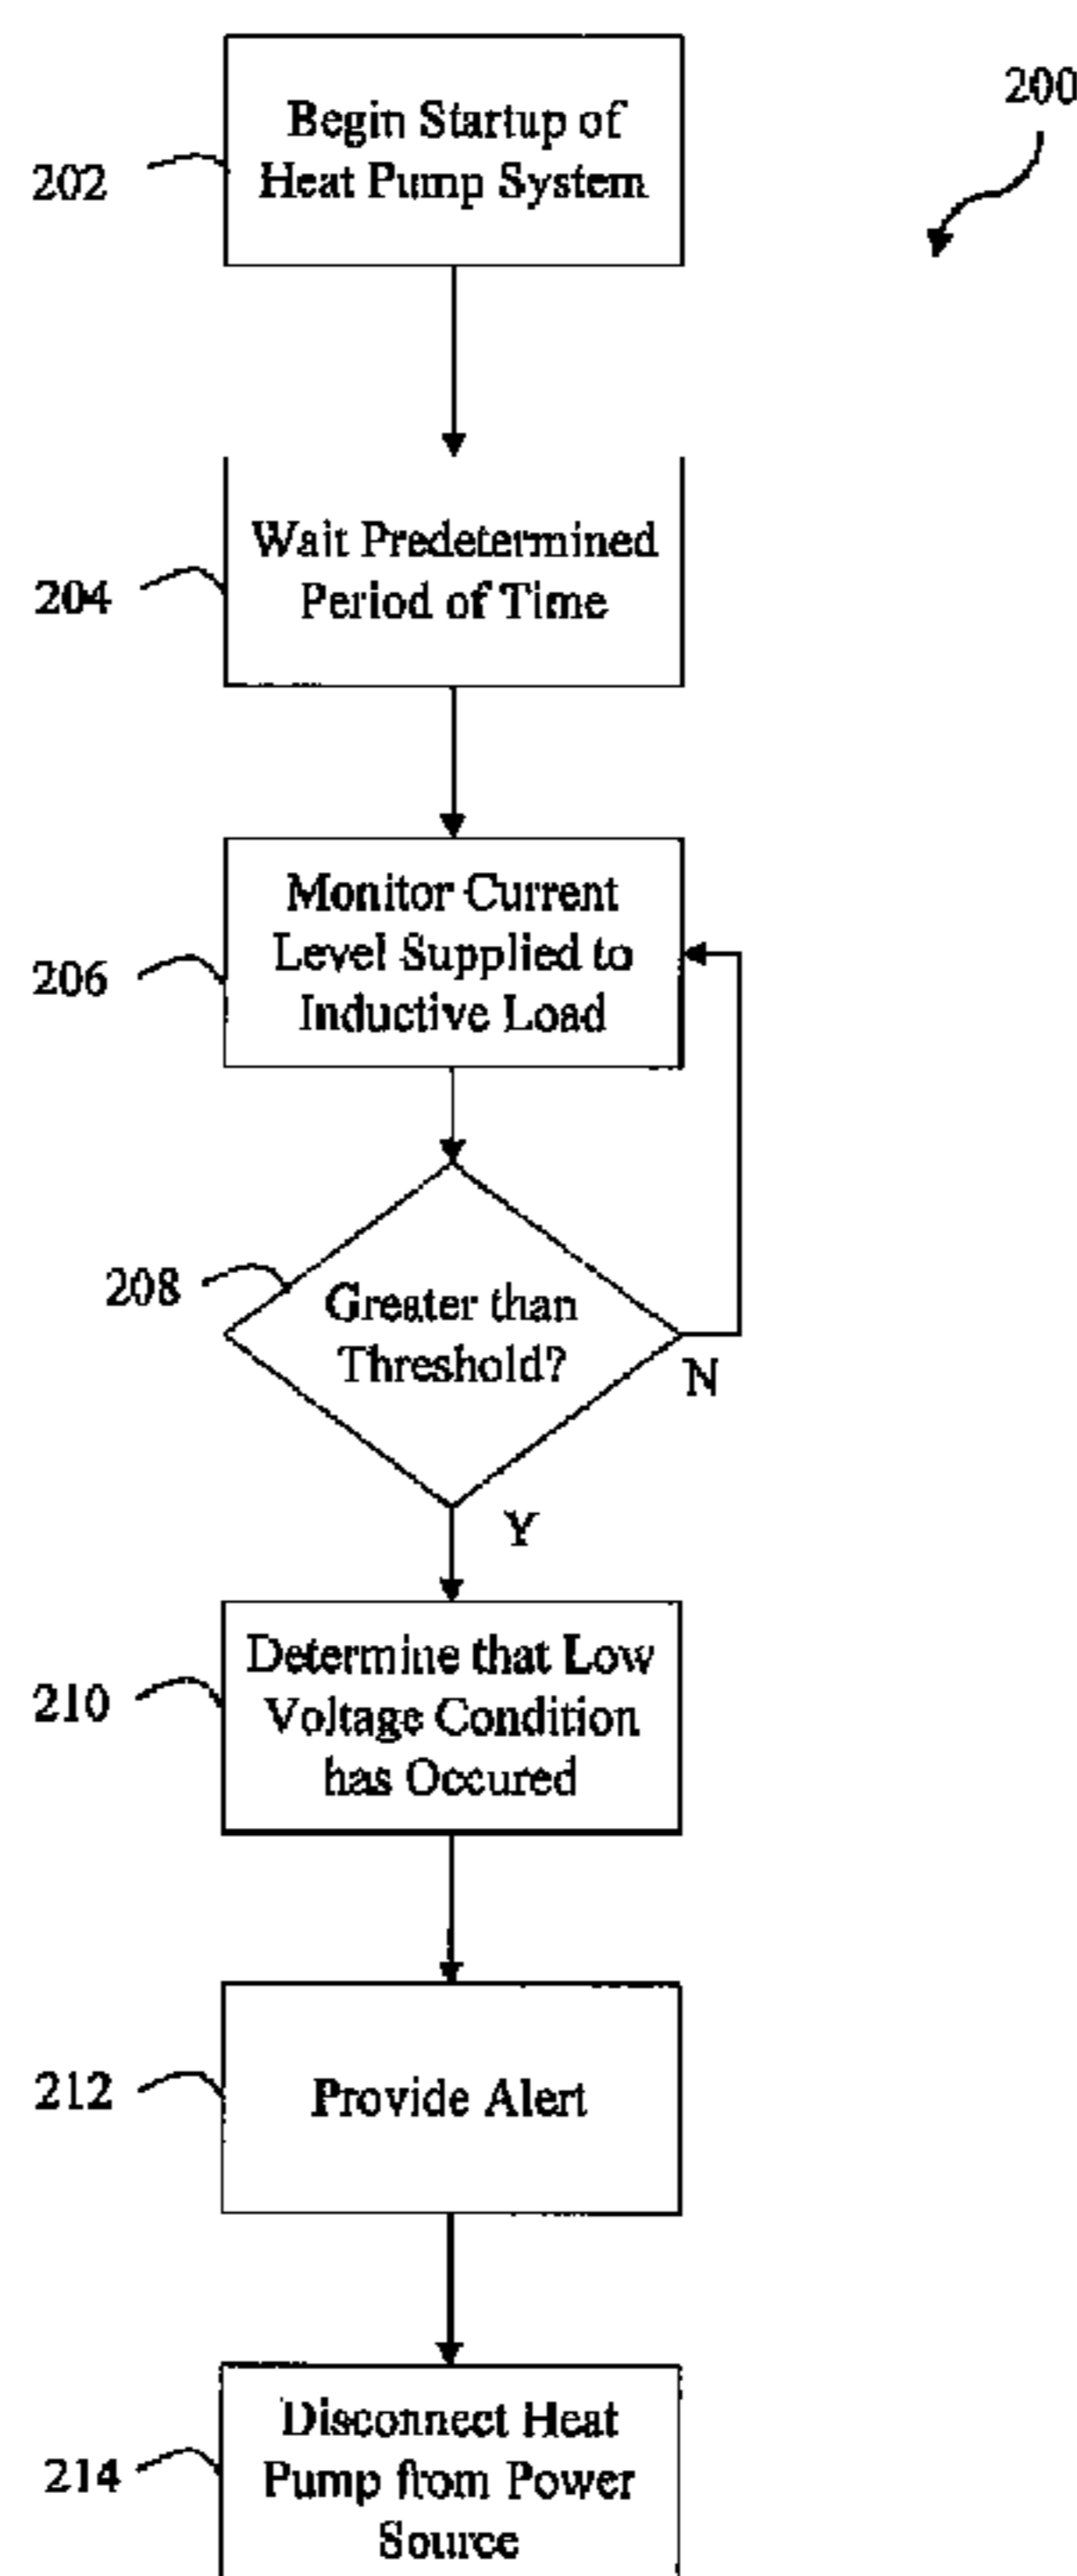 200
202
Begin Startup of
Heat Pump System
204
Wait Predetermined
Period of Time
206
Monitor Current
Level Supplied to
Inductive Load
208
Greater than
Threshold?
N
Y
210
Determine that Low
Voltage Condition
has Occured
212
Provide Alert
214
Disconnect Heat
Pump from Power
Source